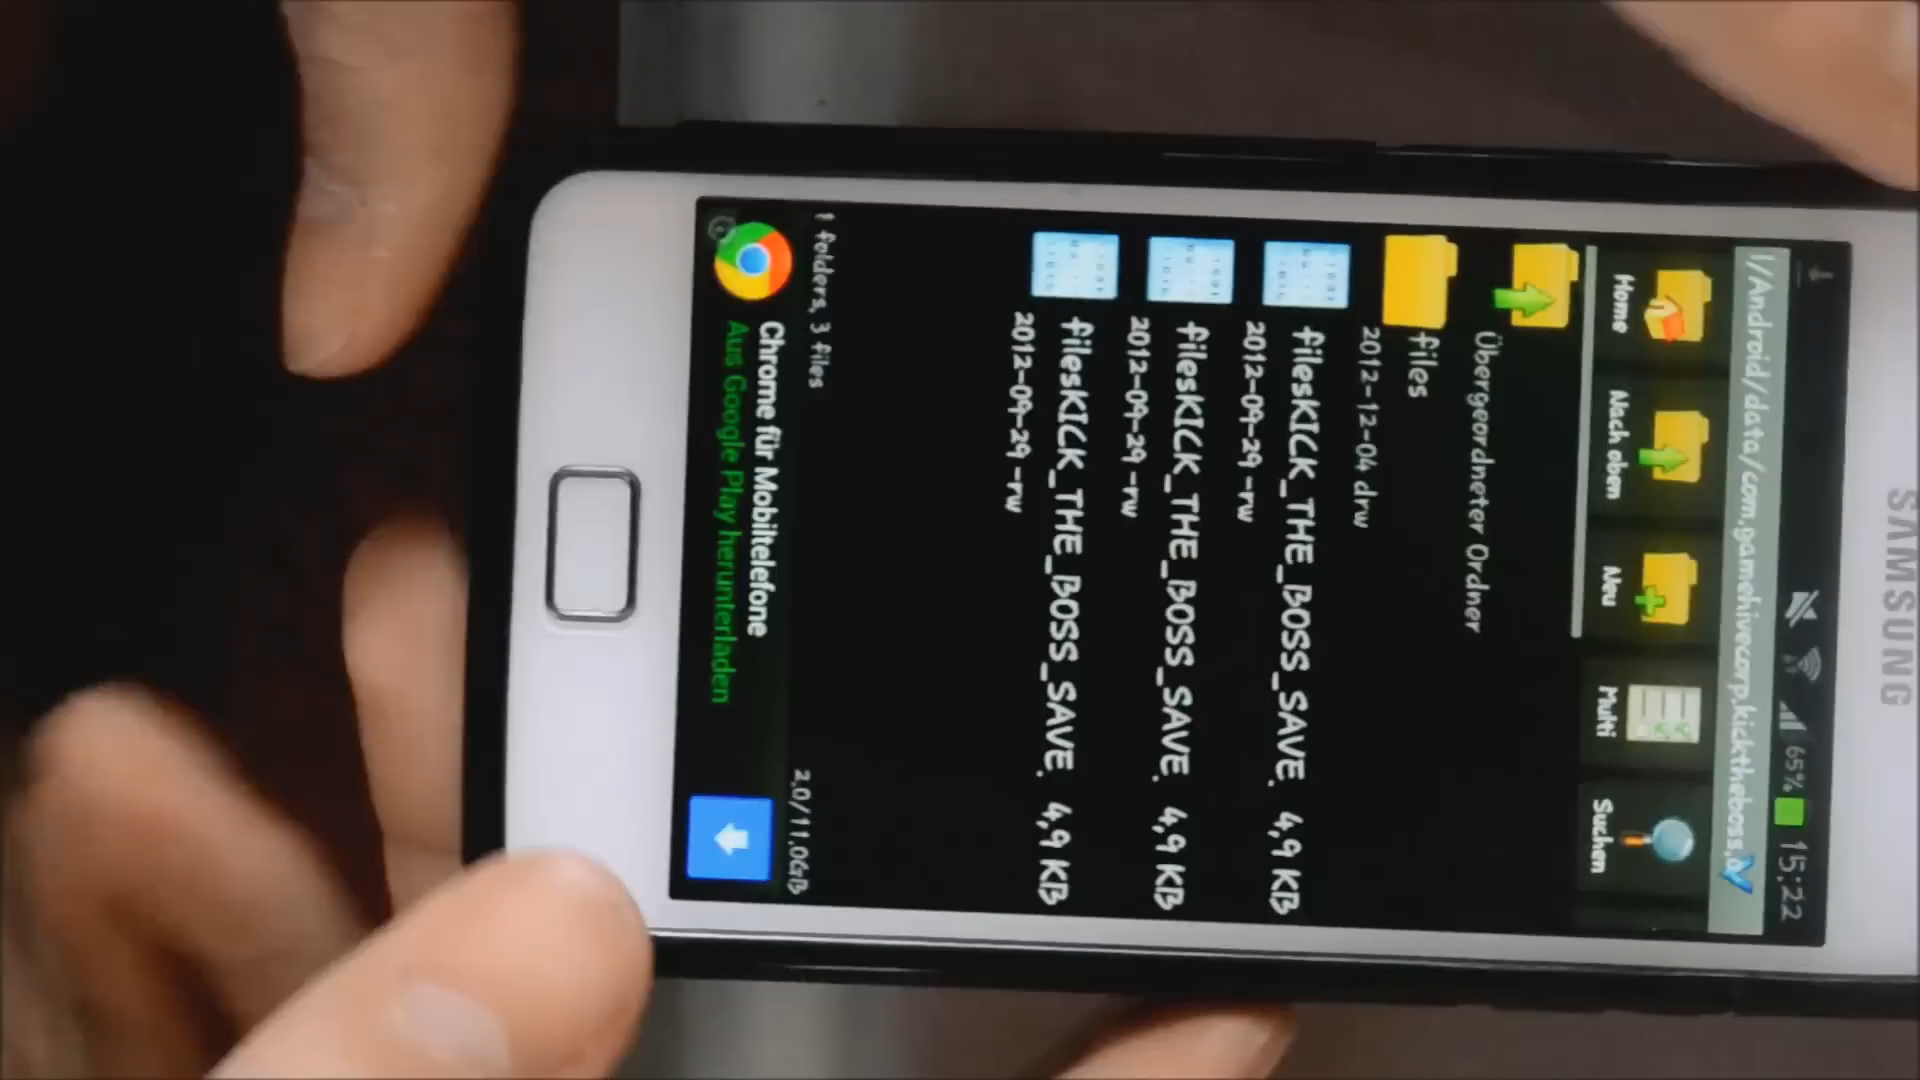 SAMSUNG
65% 15:22
/Android/data/com.gamehivecorp.kicktheboss
Home Nach oben Neu Multi Suchen
Übergeordneter Ordner
files
2012-12-04 drw
filesKICK_THE_BOSS_SAVE. 4,9 KB
2012-09-29 -rw
filesKICK_THE_BOSS_SAVE. 4,9 KB
2012-09-29 -rw
filesKICK_THE_BOSS_SAVE. 4,9 KB
2012-09-29 -rw
1 folders, 3 files 2,0/11,0GB
Chrome für Mobiltelefone
Aus Google Play herunterladen